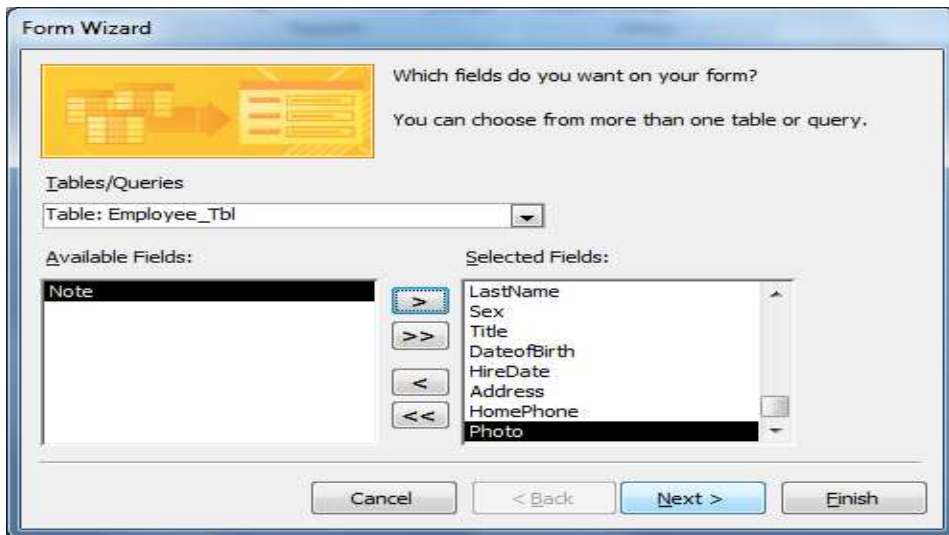 Form Wizard
Which fields do you want on your form?
You can choose from more than one table or query.
Tables/Queries
Table: Employee_Tbl
Available Fields:
Selected Fields:
Note
>
>>
<
<<
LastName
Sex
Title
DateofBirth
HireDate
Address
HomePhone
Photo
Cancel
< Back
Next >
Finish